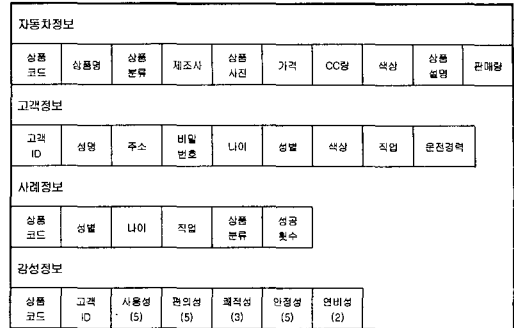 자동차정보
상품 코드 상품명 상품 분류 제조사 상품 사진 가격 CC량 색상 상품 설명 판매량
고객정보
고객 ID 성명 주소 비밀 번호 나이 성별 색상 직업 운전경력
사례정보
상품 코드 성별 나이 직업 상품 분류 성공 횟수
감성정보
상품 코드 고객 ID 사용성 (5) 편의성 (5) 쾌적성 (3) 안정성 (5) 연비성 (2)